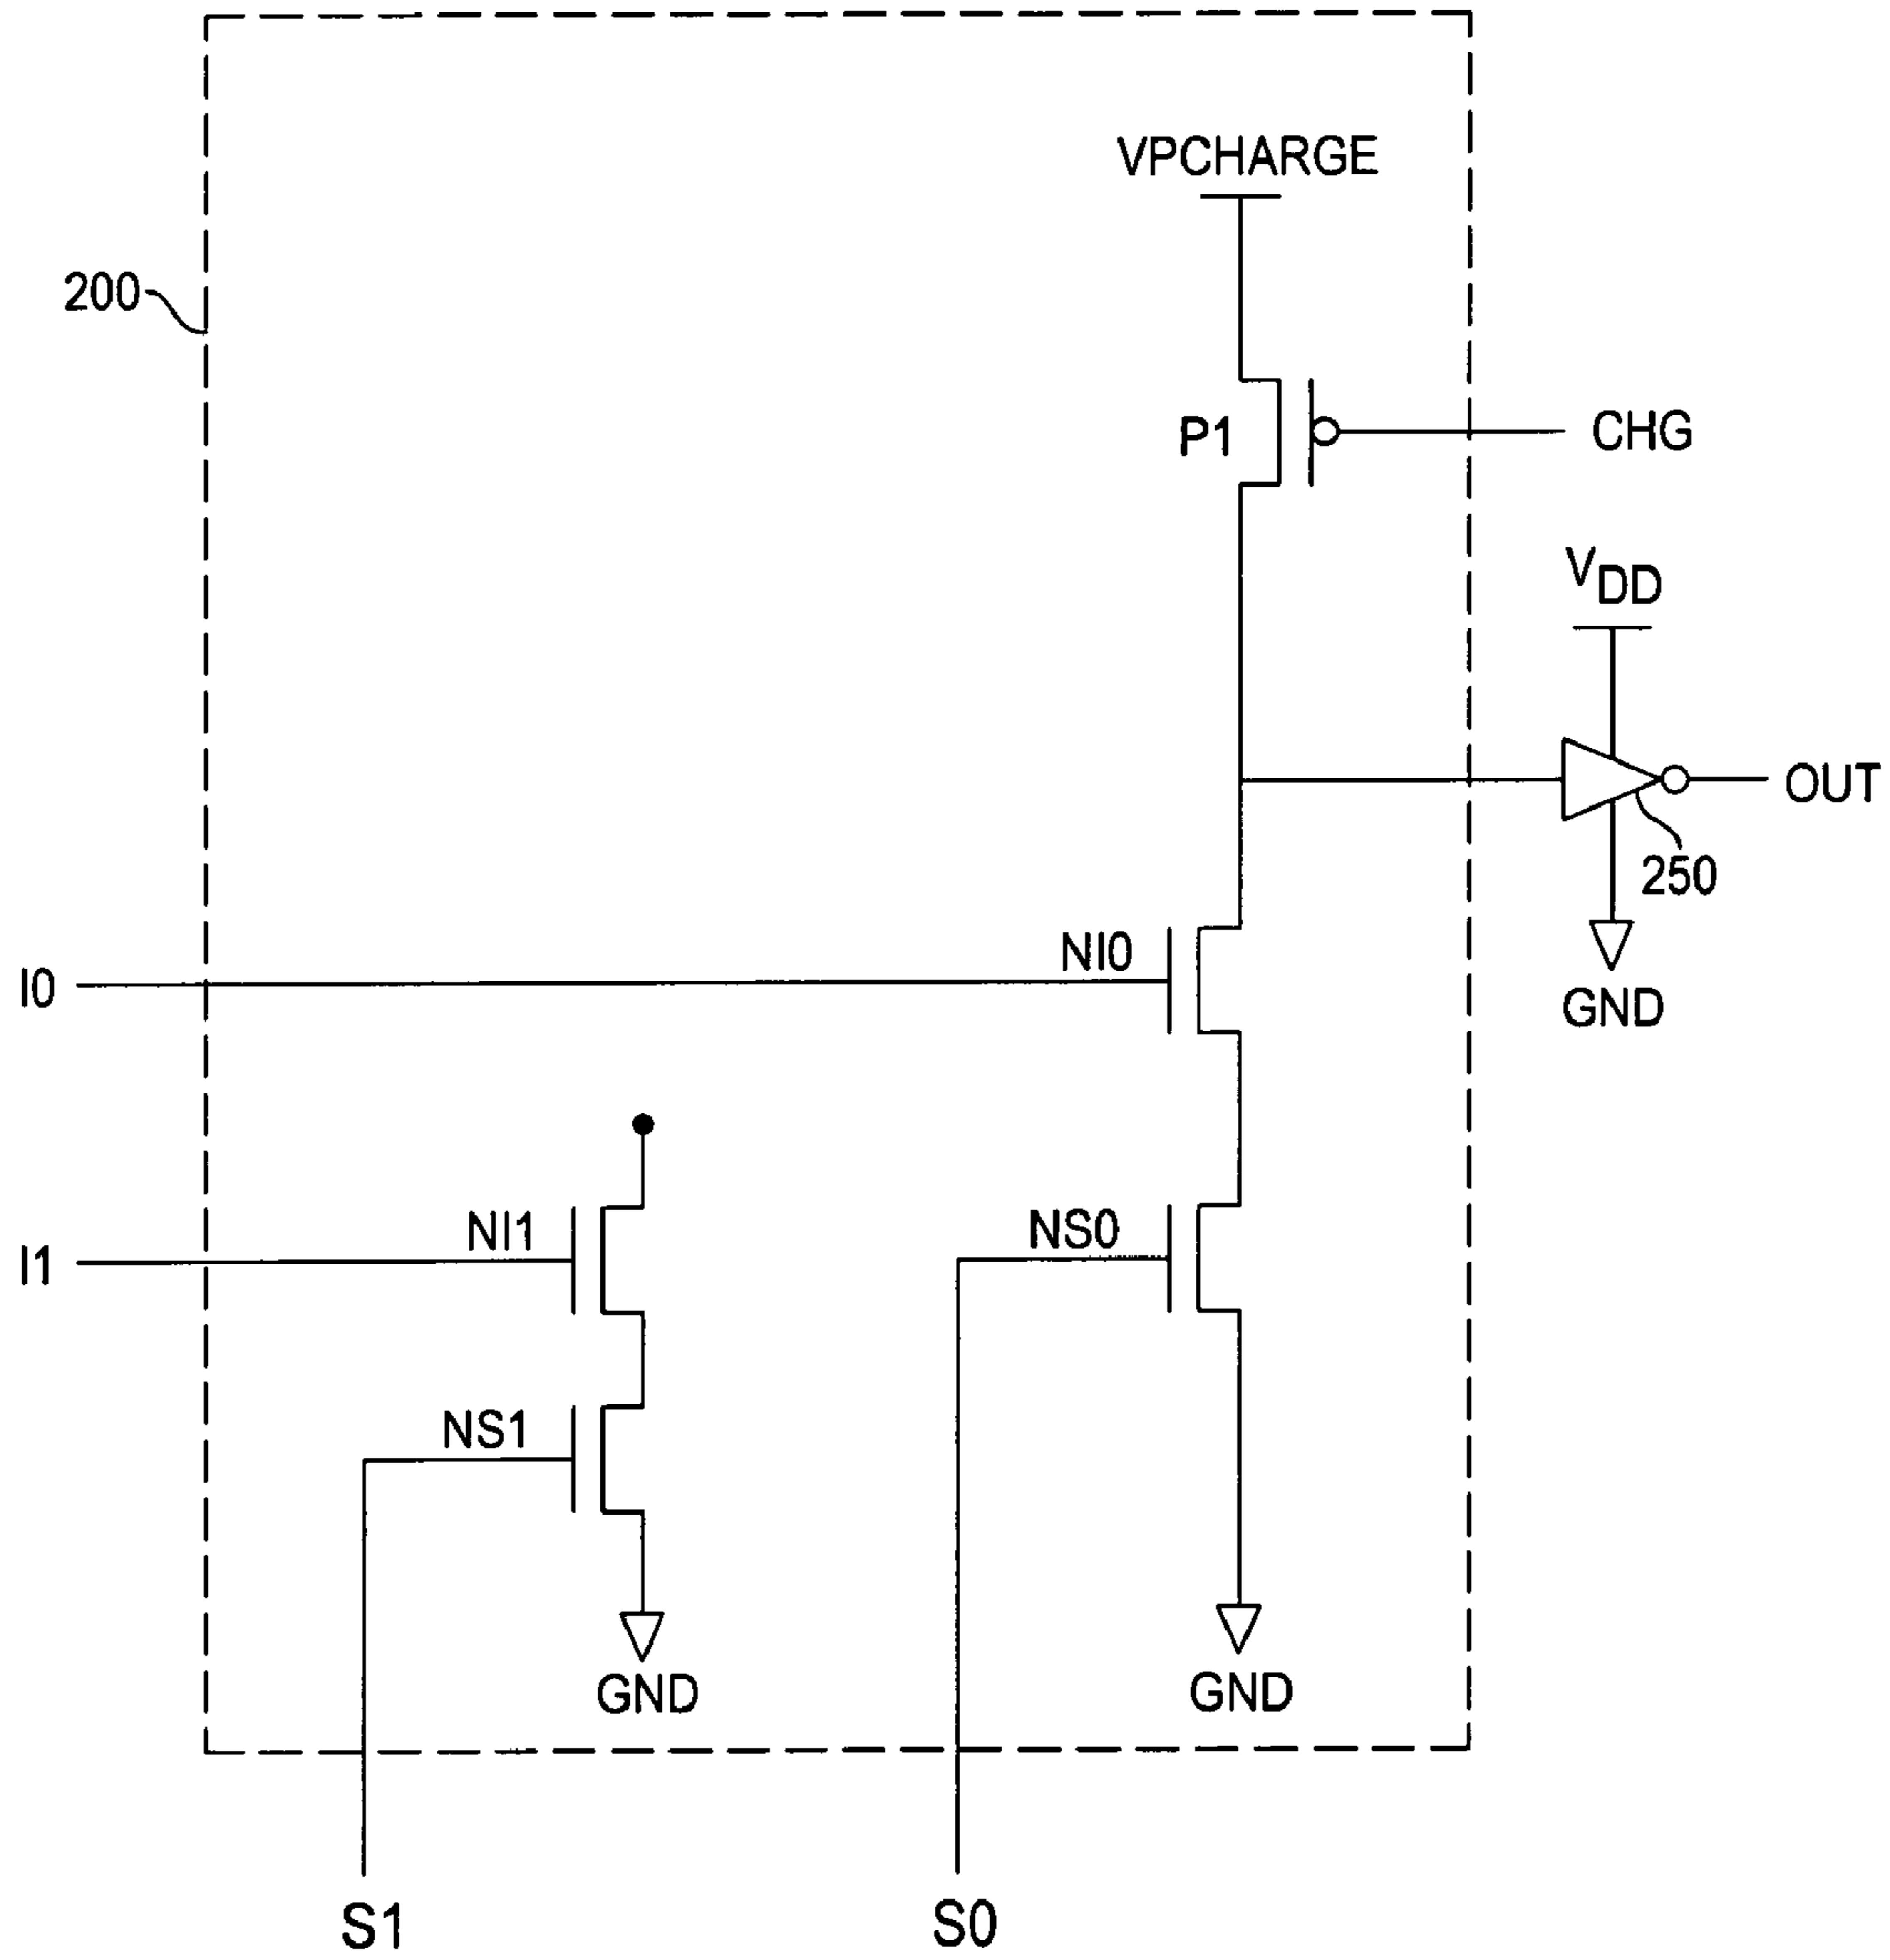 VPCHARGE
200
P1
CHG
VDD
OUT
250
NI0
I0
GND
NI1
NS0
I1
NS1
GND
GND
S1
S0